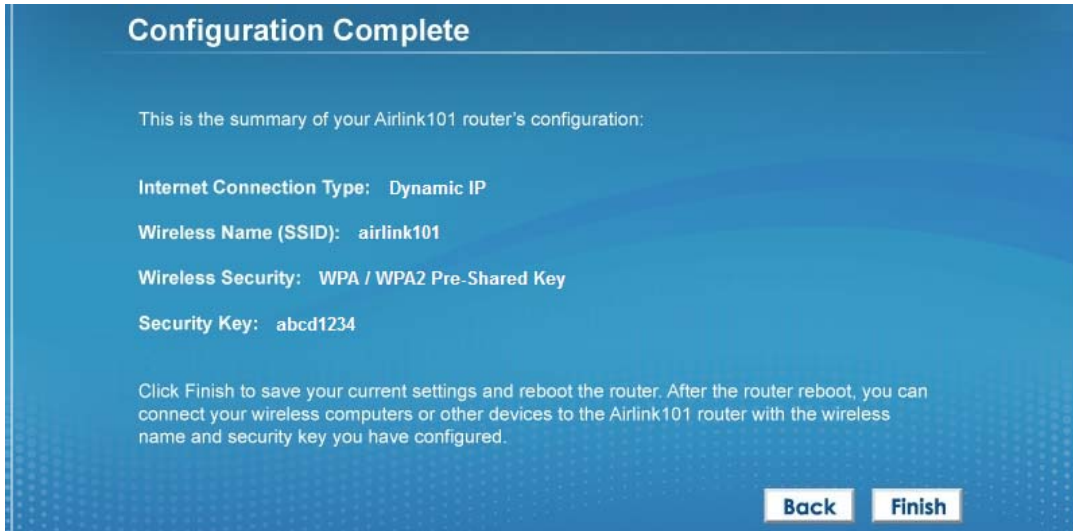 Configuration Complete
This is the summary of your Airlink101 router's configuration:
Internet Connection Type: Dynamic IP
Wireless Name (SSID): airlink101
Wireless Security: WPA / WPA2 Pre-Shared Key
Security Key: abcd1234
Click Finish to save your current settings and reboot the router. After the router reboot, you can
connect your wireless computers or other devices to the Airlink101 router with the wireless
name and security key you have configured.
Back Finish